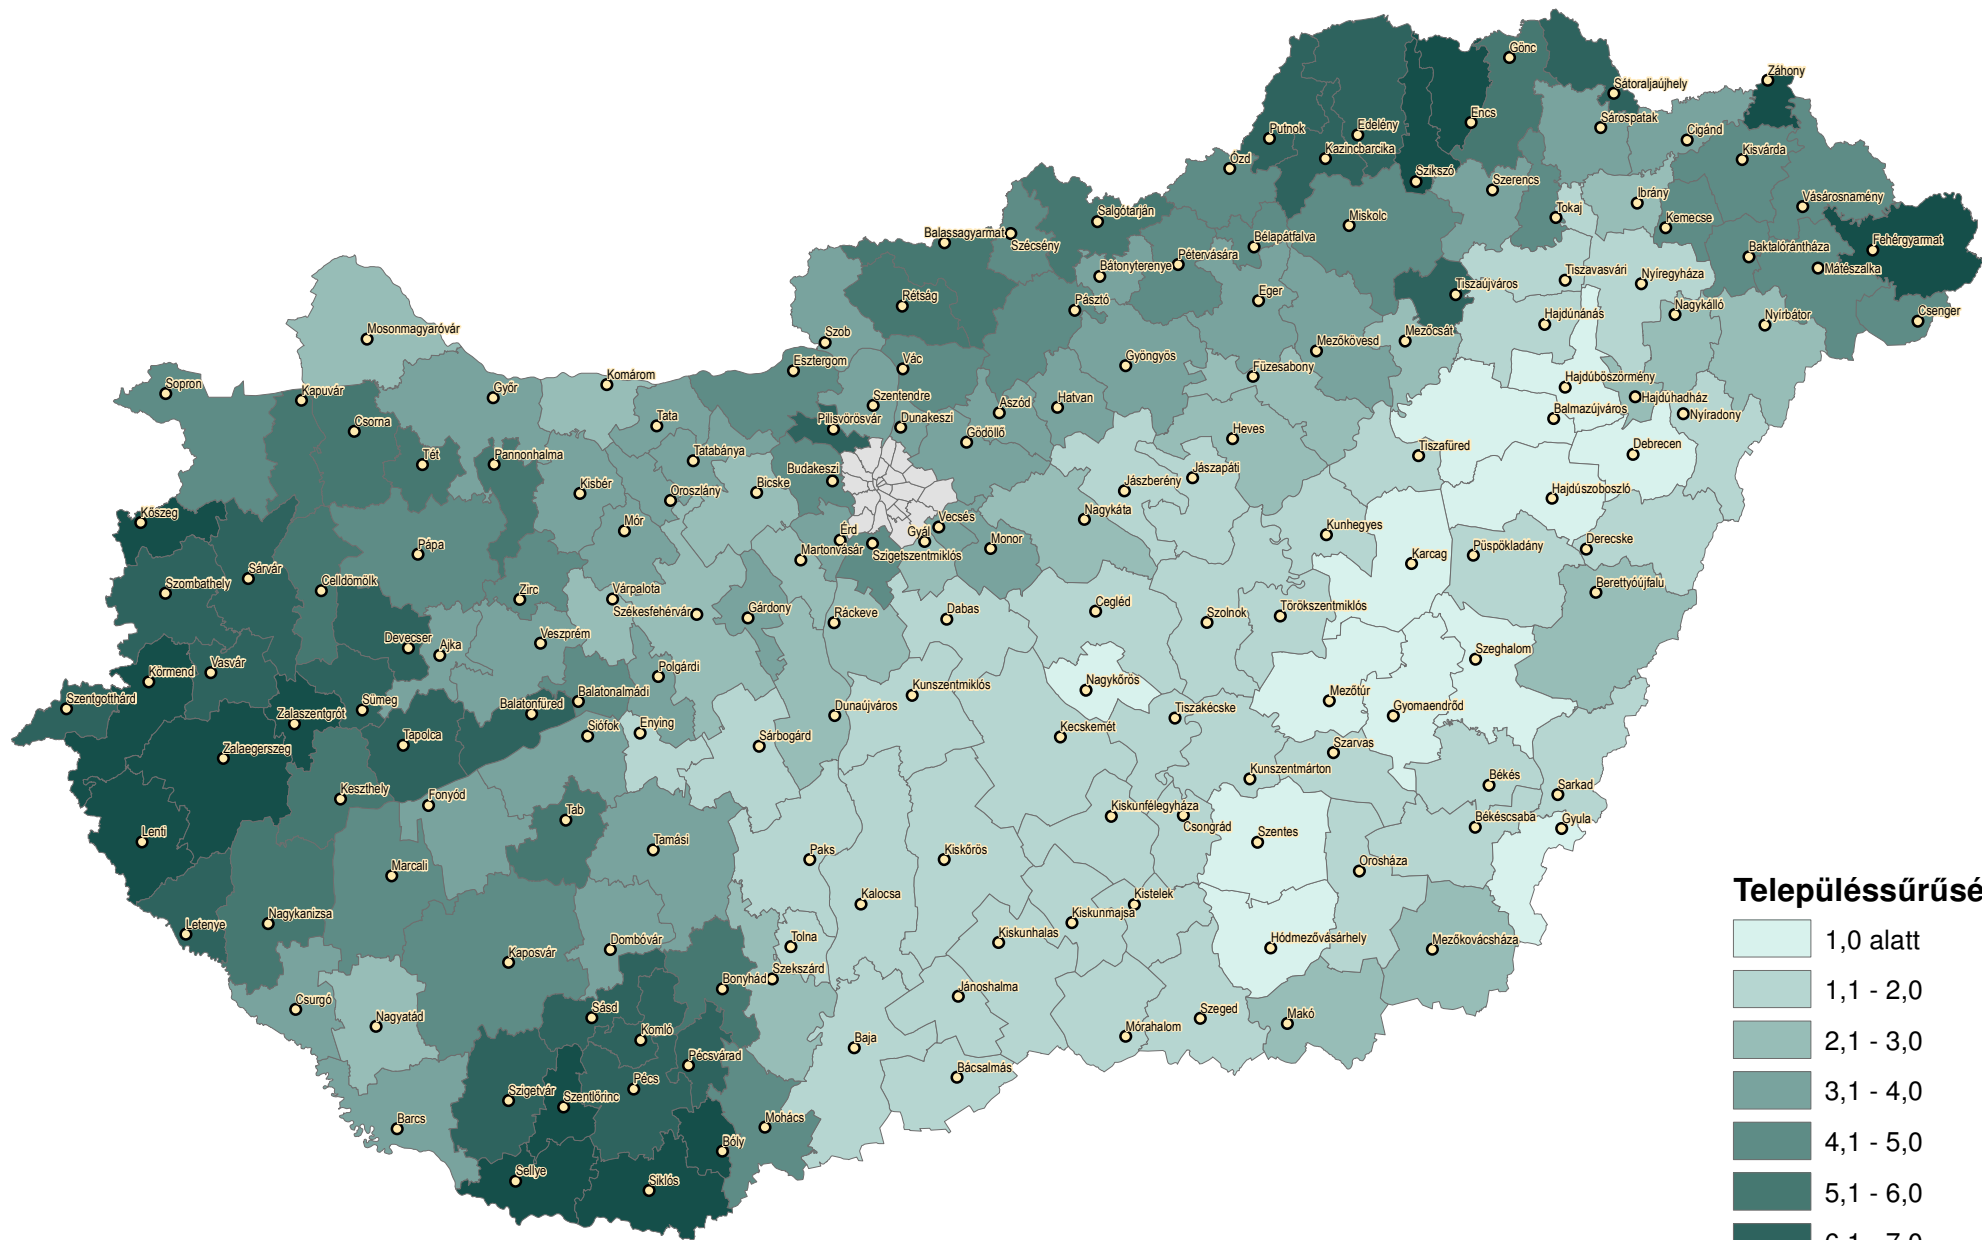 Gönc
Záhony
Sátoraljaújhely
Encs
Sárospatak
Putnok
Edelény
Cigánd
Kazincbarcika
Kisvárda
Ózd
Szikszó
Szerencs
Ibrány
Vásárosnamény
Tokaj
Salgótarján
Miskolc
Kemecse
Balassagyarmat
Szécsény
Bélapátfalva
Fehérgyarmat
Baktalórántháza
Pétervására
Bátonyterenye
Mátészalka
Tiszavasvári
Nyíregyháza
Tiszaújváros
Rétság
Pásztó
Eger
Nagykálló
Hajdúnánás
Nyírbátor
Csenger
Mosonmagyaróvár
Szob
Mezőcsát
Mezőkövesd
Esztergom
Vác
Gyöngyös
Füzesabony
Sopron
Kapuvár
Győr
Komárom
Hajdúböszörmény
Szentendre
Aszód
Hatvan
Hajdúhadház
Balmazújváros
Nyíradony
Csorna
Tata
Pilisvörösvár
Dunakeszi
Gödöllő
Heves
Debrecen
Tiszafüred
Tét
Pannonhalma
Tatabánya
Budakeszi
Jászapáti
Jászberény
Kisbér
Oroszlány
Bicske
Hajdúszoboszló
Kőszeg
Mór
Érd
Gyál
Vecsés
Nagykáta
Kunhegyes
Pápa
Martonvásár
Szigetszentmiklós
Monor
Karcag
Püspökladány
Derecske
Szombathely
Sárvár
Celldömölk
Zirc
Várpalota
Székesfehérvár
Gárdony
Ráckeve
Dabas
Cegléd
Szolnok
Törökszentmiklós
Berettyóújfalu
Devecser
Ajka
Veszprém
Polgárdi
Szeghalom
Körmend
Vasvár
Szentgotthárd
Zalaszentgrót
Sümeg
Balatonfüred
Balatonalmádi
Kunszentmiklós
Nagykőrös
Mezőtúr
Gyomaendrőd
Dunaújváros
Tiszakécske
Zalaegerszeg
Tapolca
Siófok
Enying
Sárbogárd
Kecskemét
Szarvas
Keszthely
Fonyód
Tab
Kunszentmárton
Békés
Sarkad
Kiskunfélegyháza
Csongrád
Békéscsaba
Gyula
Lenti
Tamási
Szentes
Marcali
Paks
Kiskőrös
Orosháza
Kalocsa
Kistelek
Kiskunmajsa
Letenye
Nagykanizsa
Kaposvár
Dombóvár
Tolna
Kiskunhalas
Hódmezővásárhely
Mezőkovácsháza
Bonyhád
Szekszárd
Csurgó
Nagyatád
Sásd
Komló
Jánoshalma
Szeged
Makó
Mórahalom
Pécsvárad
Baja
Bácsalmás
Szigetvár
Szentlőrinc
Pécs
Barcs
Mohács
Bóly
Sellye
Siklós
Településsűrűsé
1,0 alatt
1,1 - 2,0
2,1 - 3,0
3,1 - 4,0
4,1 - 5,0
5,1 - 6,0
6,1 - 7,0